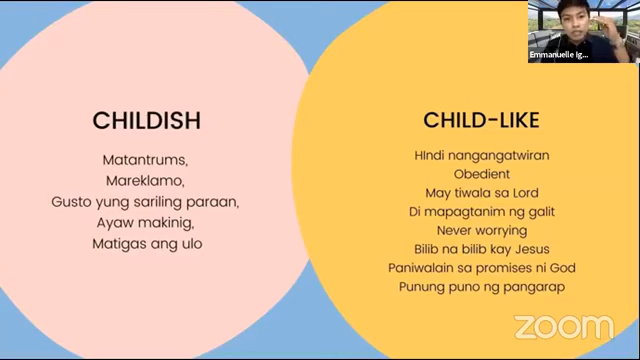 Emmanuelle Ig...
CHILDISH
Matantrums,
Mareklamo,
Gusto yung sariling paraan,
Ayaw makinig,
Matigas ang ulo
CHILD-LIKE
HIndi nangangatwiran
Obedient
May tiwala sa Lord
Di mapagtanim ng galit
Never worrying
Bilib na bilib kay Jesus
Paniwalain sa promises ni God
Punung puno ng pangarap
zoom